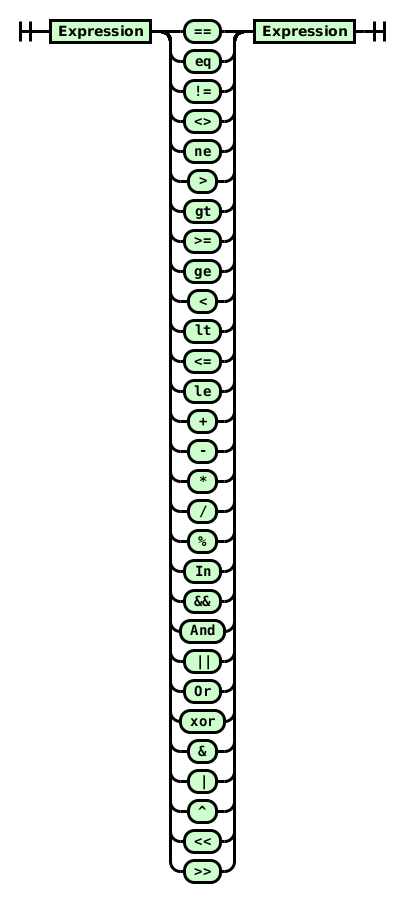 Expression == Expression
eq
!=
<>
ne
>
gt
>=
ge
<
lt
<=
le
+
-
*
/
%
In
&&
And
||
Or
xor
&
|
^
<<
>>